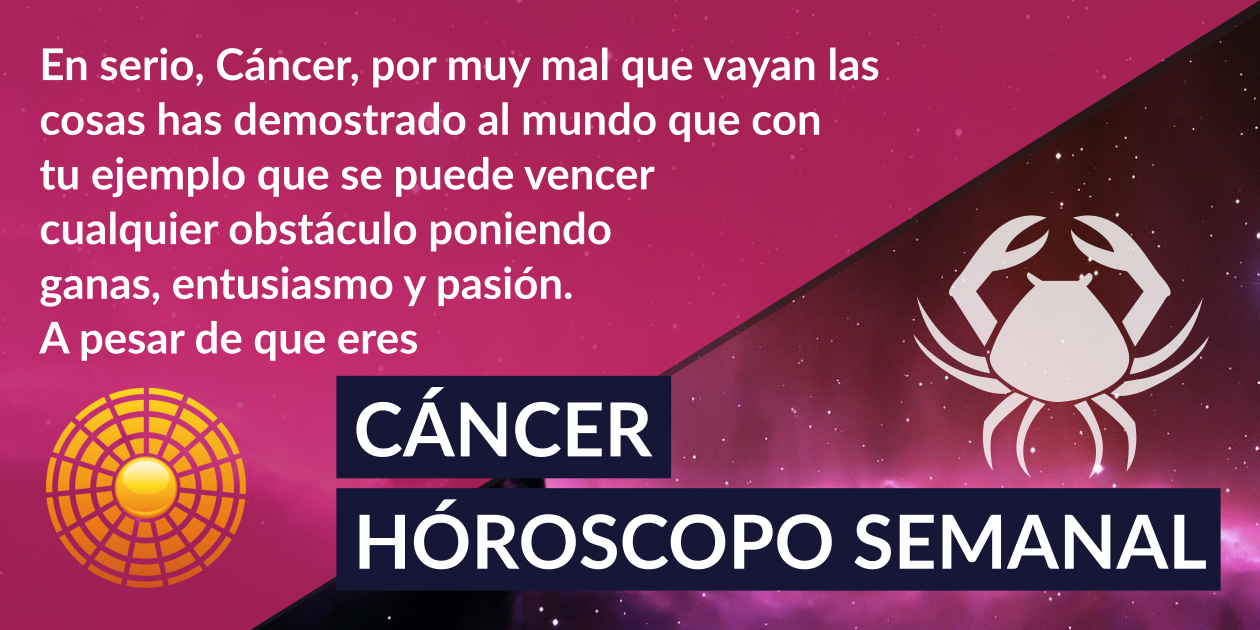 En serio, Cáncer, por muy mal que vayan las
cosas has demostrado al mundo que con
tu ejemplo que se puede vencer
cualquier obstáculo poniendo
ganas, entusiasmo y pasión.
A pesar de que eres
CÁNCER
HÓROSCOPO SEMANAL